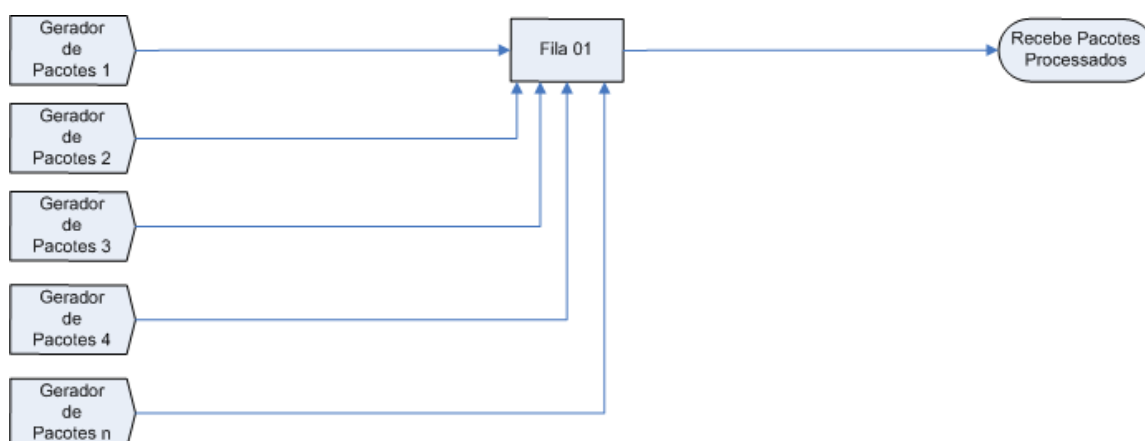 Gerador
de
Pacotes 1
Fila 01
Recebe Pacotes
Processados
Gerador
de
Pacotes 2
Gerador
de
Pacotes 3
Gerador
de
Pacotes 4
Gerador
de
Pacotes n